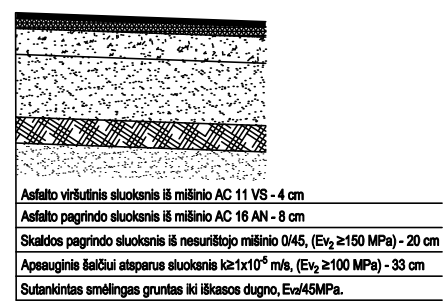 Asfalto viršutinis sluoksnis iš mišinio AC 11 VS - 4 cm
Asfalto pagrindo sluoksnis iš mišinio AC 16 AN - 8 cm
Skaldos pagrindo sluoksnis iš nesurištojo mišinio 0/45, (Ev₂ ≥150 MPa) - 20 cm
Apsauginis šalčiui atsparus sluoksnis k≥1x10⁻⁵ m/s, (Ev₂ ≥100 MPa) - 33 cm
Sutankintas smėlingas gruntas iki iškasos dugno, Ev₂/45MPa.